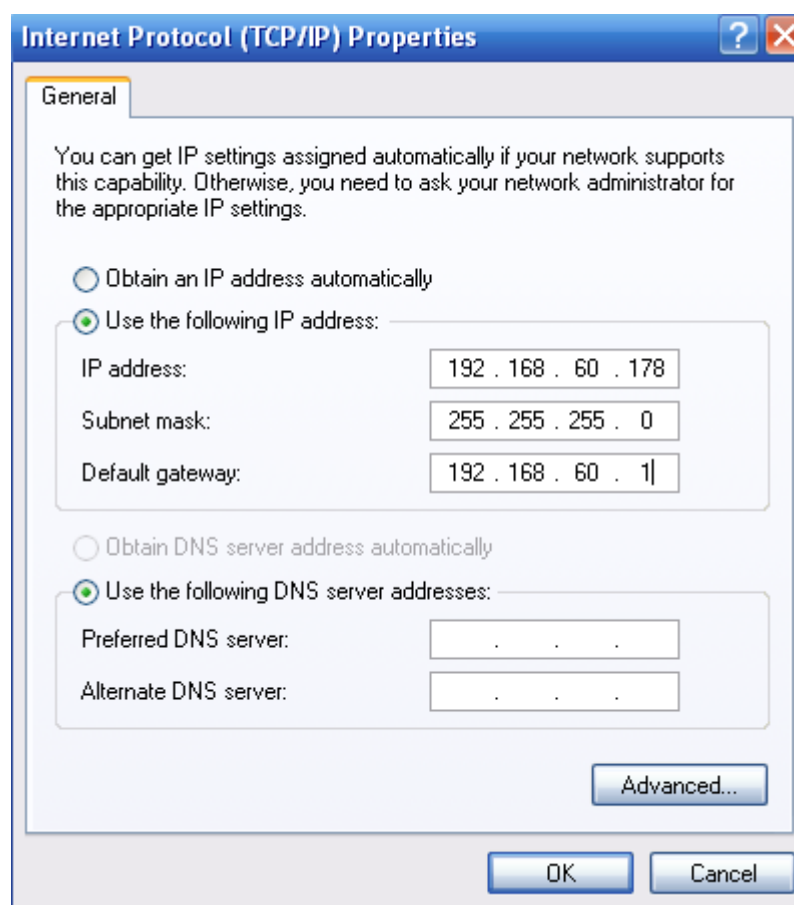 Internet Protocol (TCP/IP) Properties
General
You can get IP settings assigned automatically if your network supports
this capability. Otherwise, you need to ask your network administrator for
the appropriate IP settings.
Obtain an IP address automatically
Use the following IP address:
IP address: 192 . 168 . 60 . 178
Subnet mask: 255 . 255 . 255 . 0
Default gateway: 192 . 168 . 60 . 1
Obtain DNS server address automatically
Use the following DNS server addresses:
Preferred DNS server: . . .
Alternate DNS server: . . .
Advanced...
OK Cancel